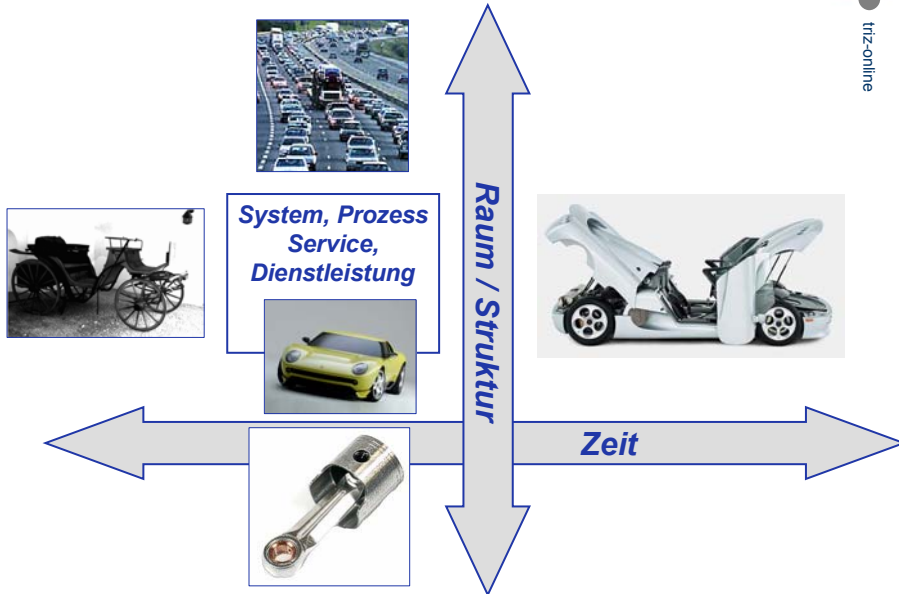 triz-online
System, Prozess
Service,
Dienstleistung
Raum / Struktur
Zeit